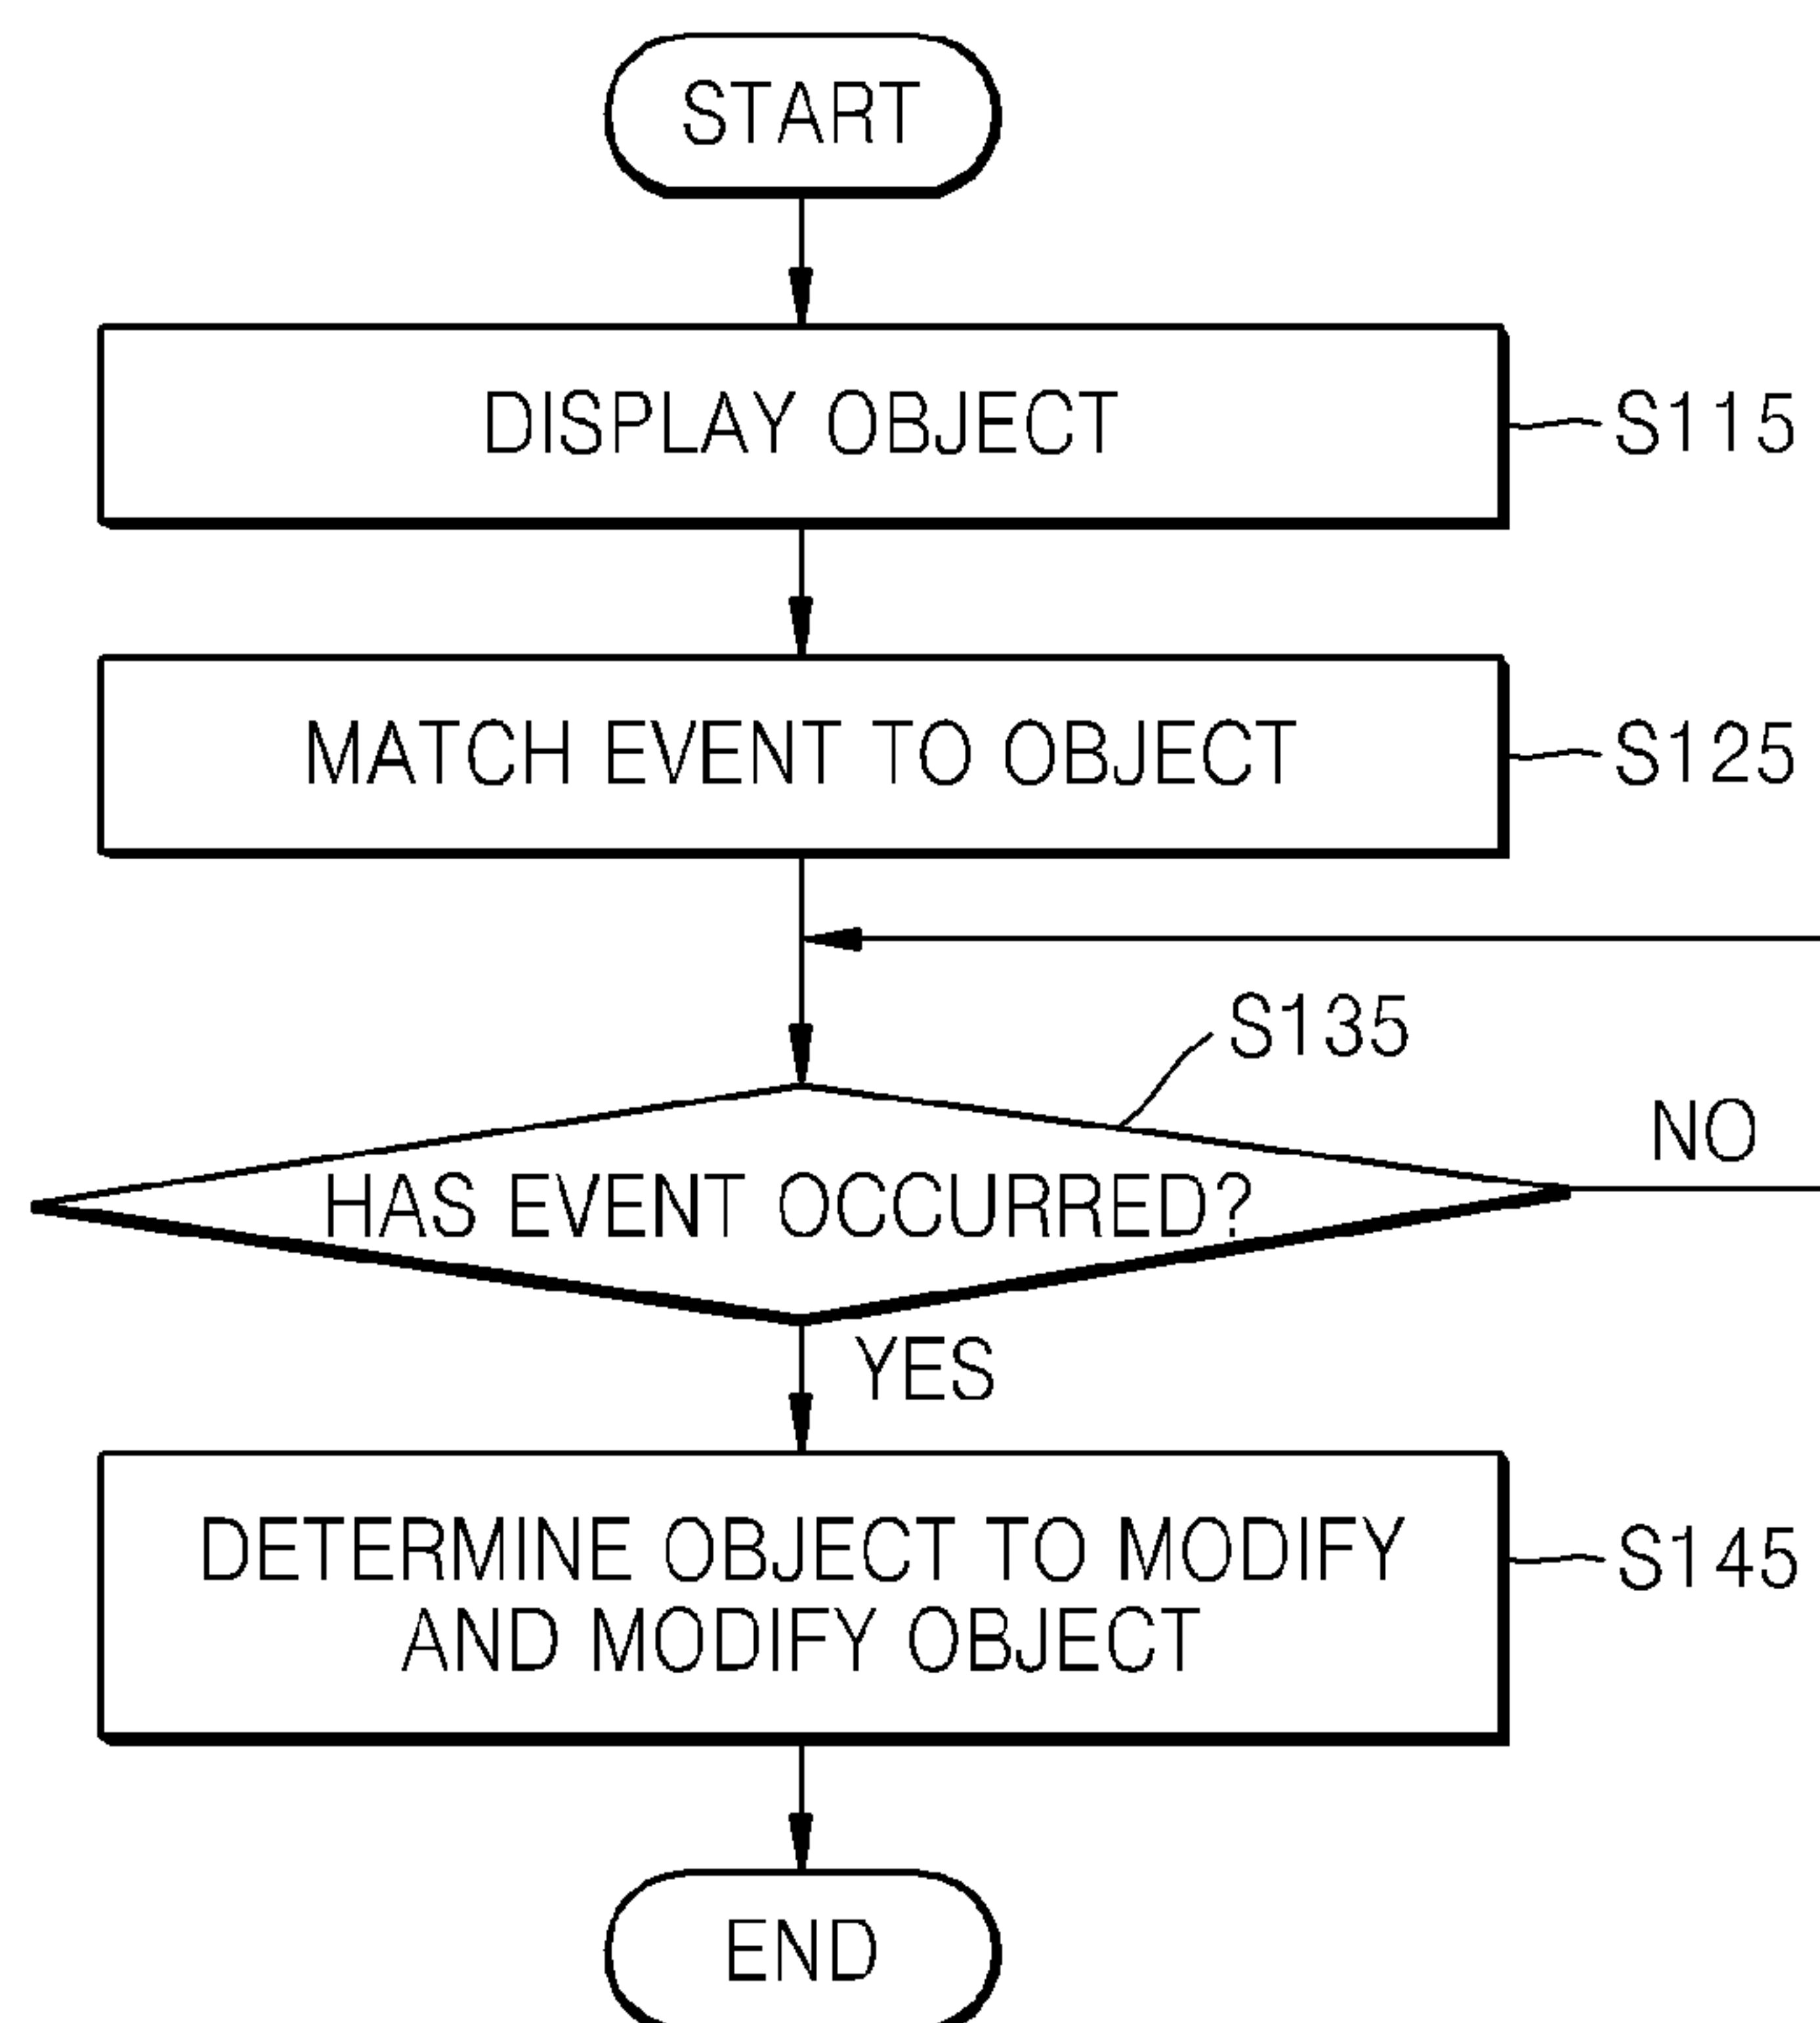 START
DISPLAY OBJECT
S115
MATCH EVENT TO OBJECT
S125
S135
HAS EVENT OCCURRED?
NO
YES
DETERMINE OBJECT TO MODIFY
AND MODIFY OBJECT
S145
END